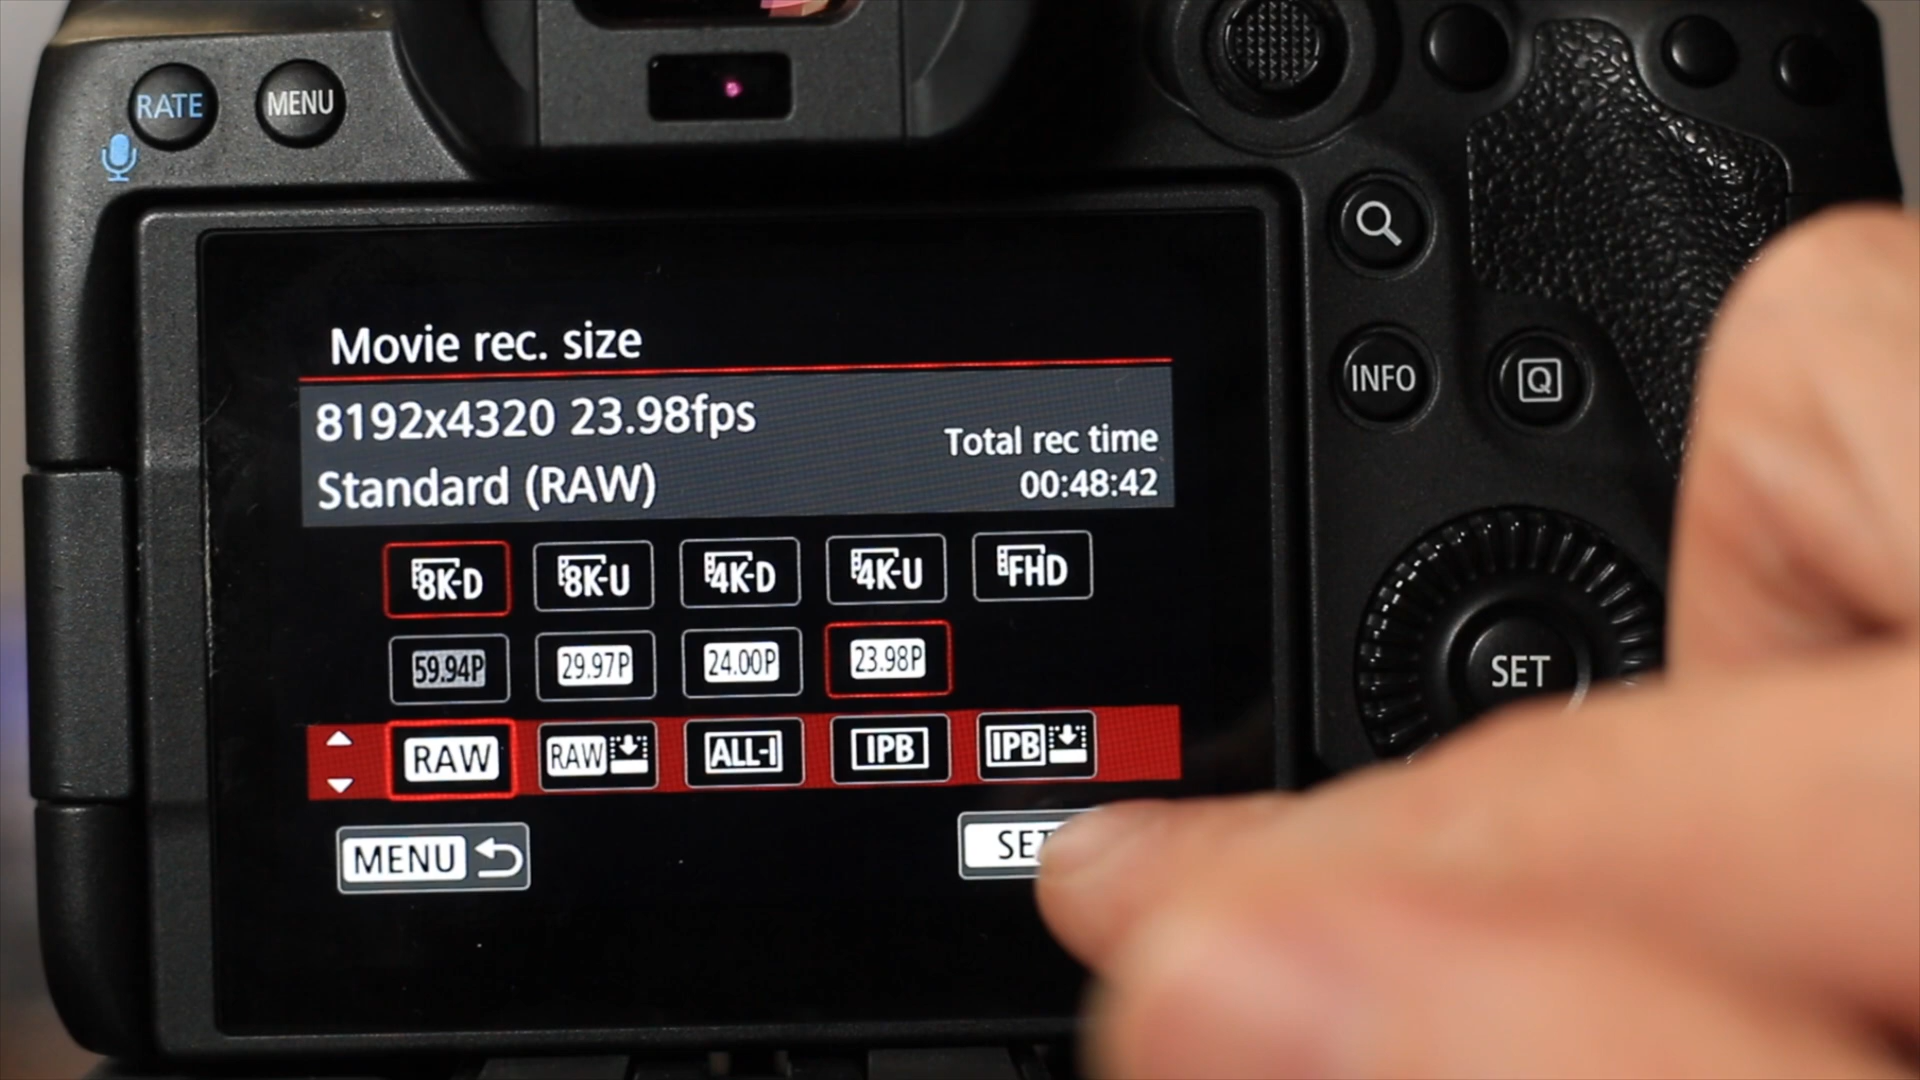 RATE MENU
Movie rec. size
8192x4320 23.98fps
Standard (RAW)
Total rec time
00:48:42
8K-D 8K-U 4K-D 4K-U FHD
59.94P 29.97P 24.00P 23.98P
RAW RAW ALL-I IPB IPB
MENU
INFO Q
SET